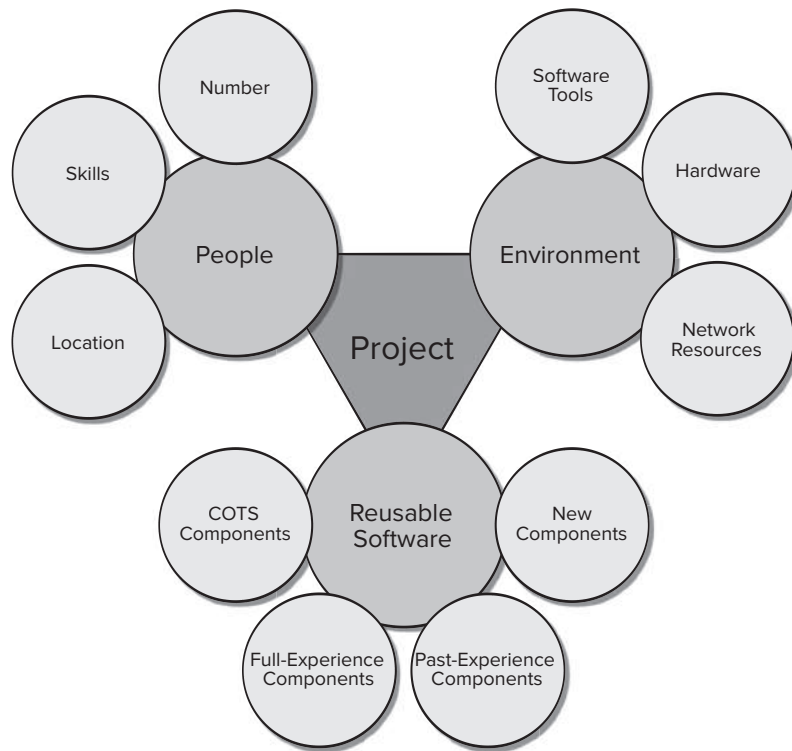 Number
Skills
People
Location
Software
Tools
Hardware
Environment
Network
Resources
Project
COTS
Components
Reusable
Software
New
Components
Full-Experience
Components
Past-Experience
Components